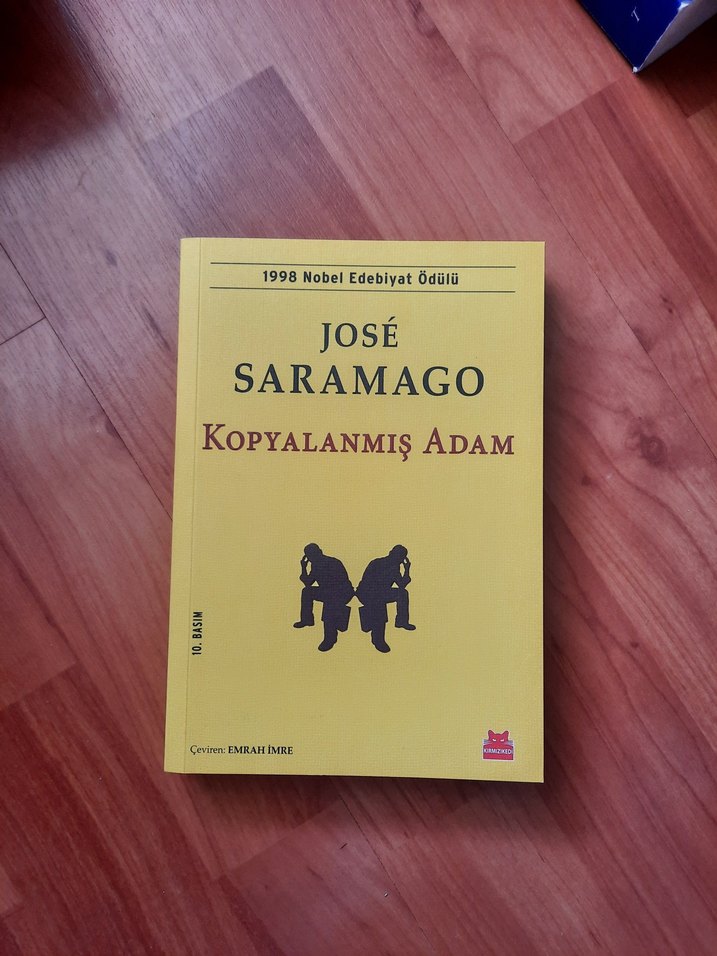 1998 Nobel Edebiyat Ödülü
JOSÉ
SARAMAGO
KOPYALANMIŞ ADAM
10. BASIM
Çeviren: EMRAH İMRE
KIRMIZIKEDİ
T